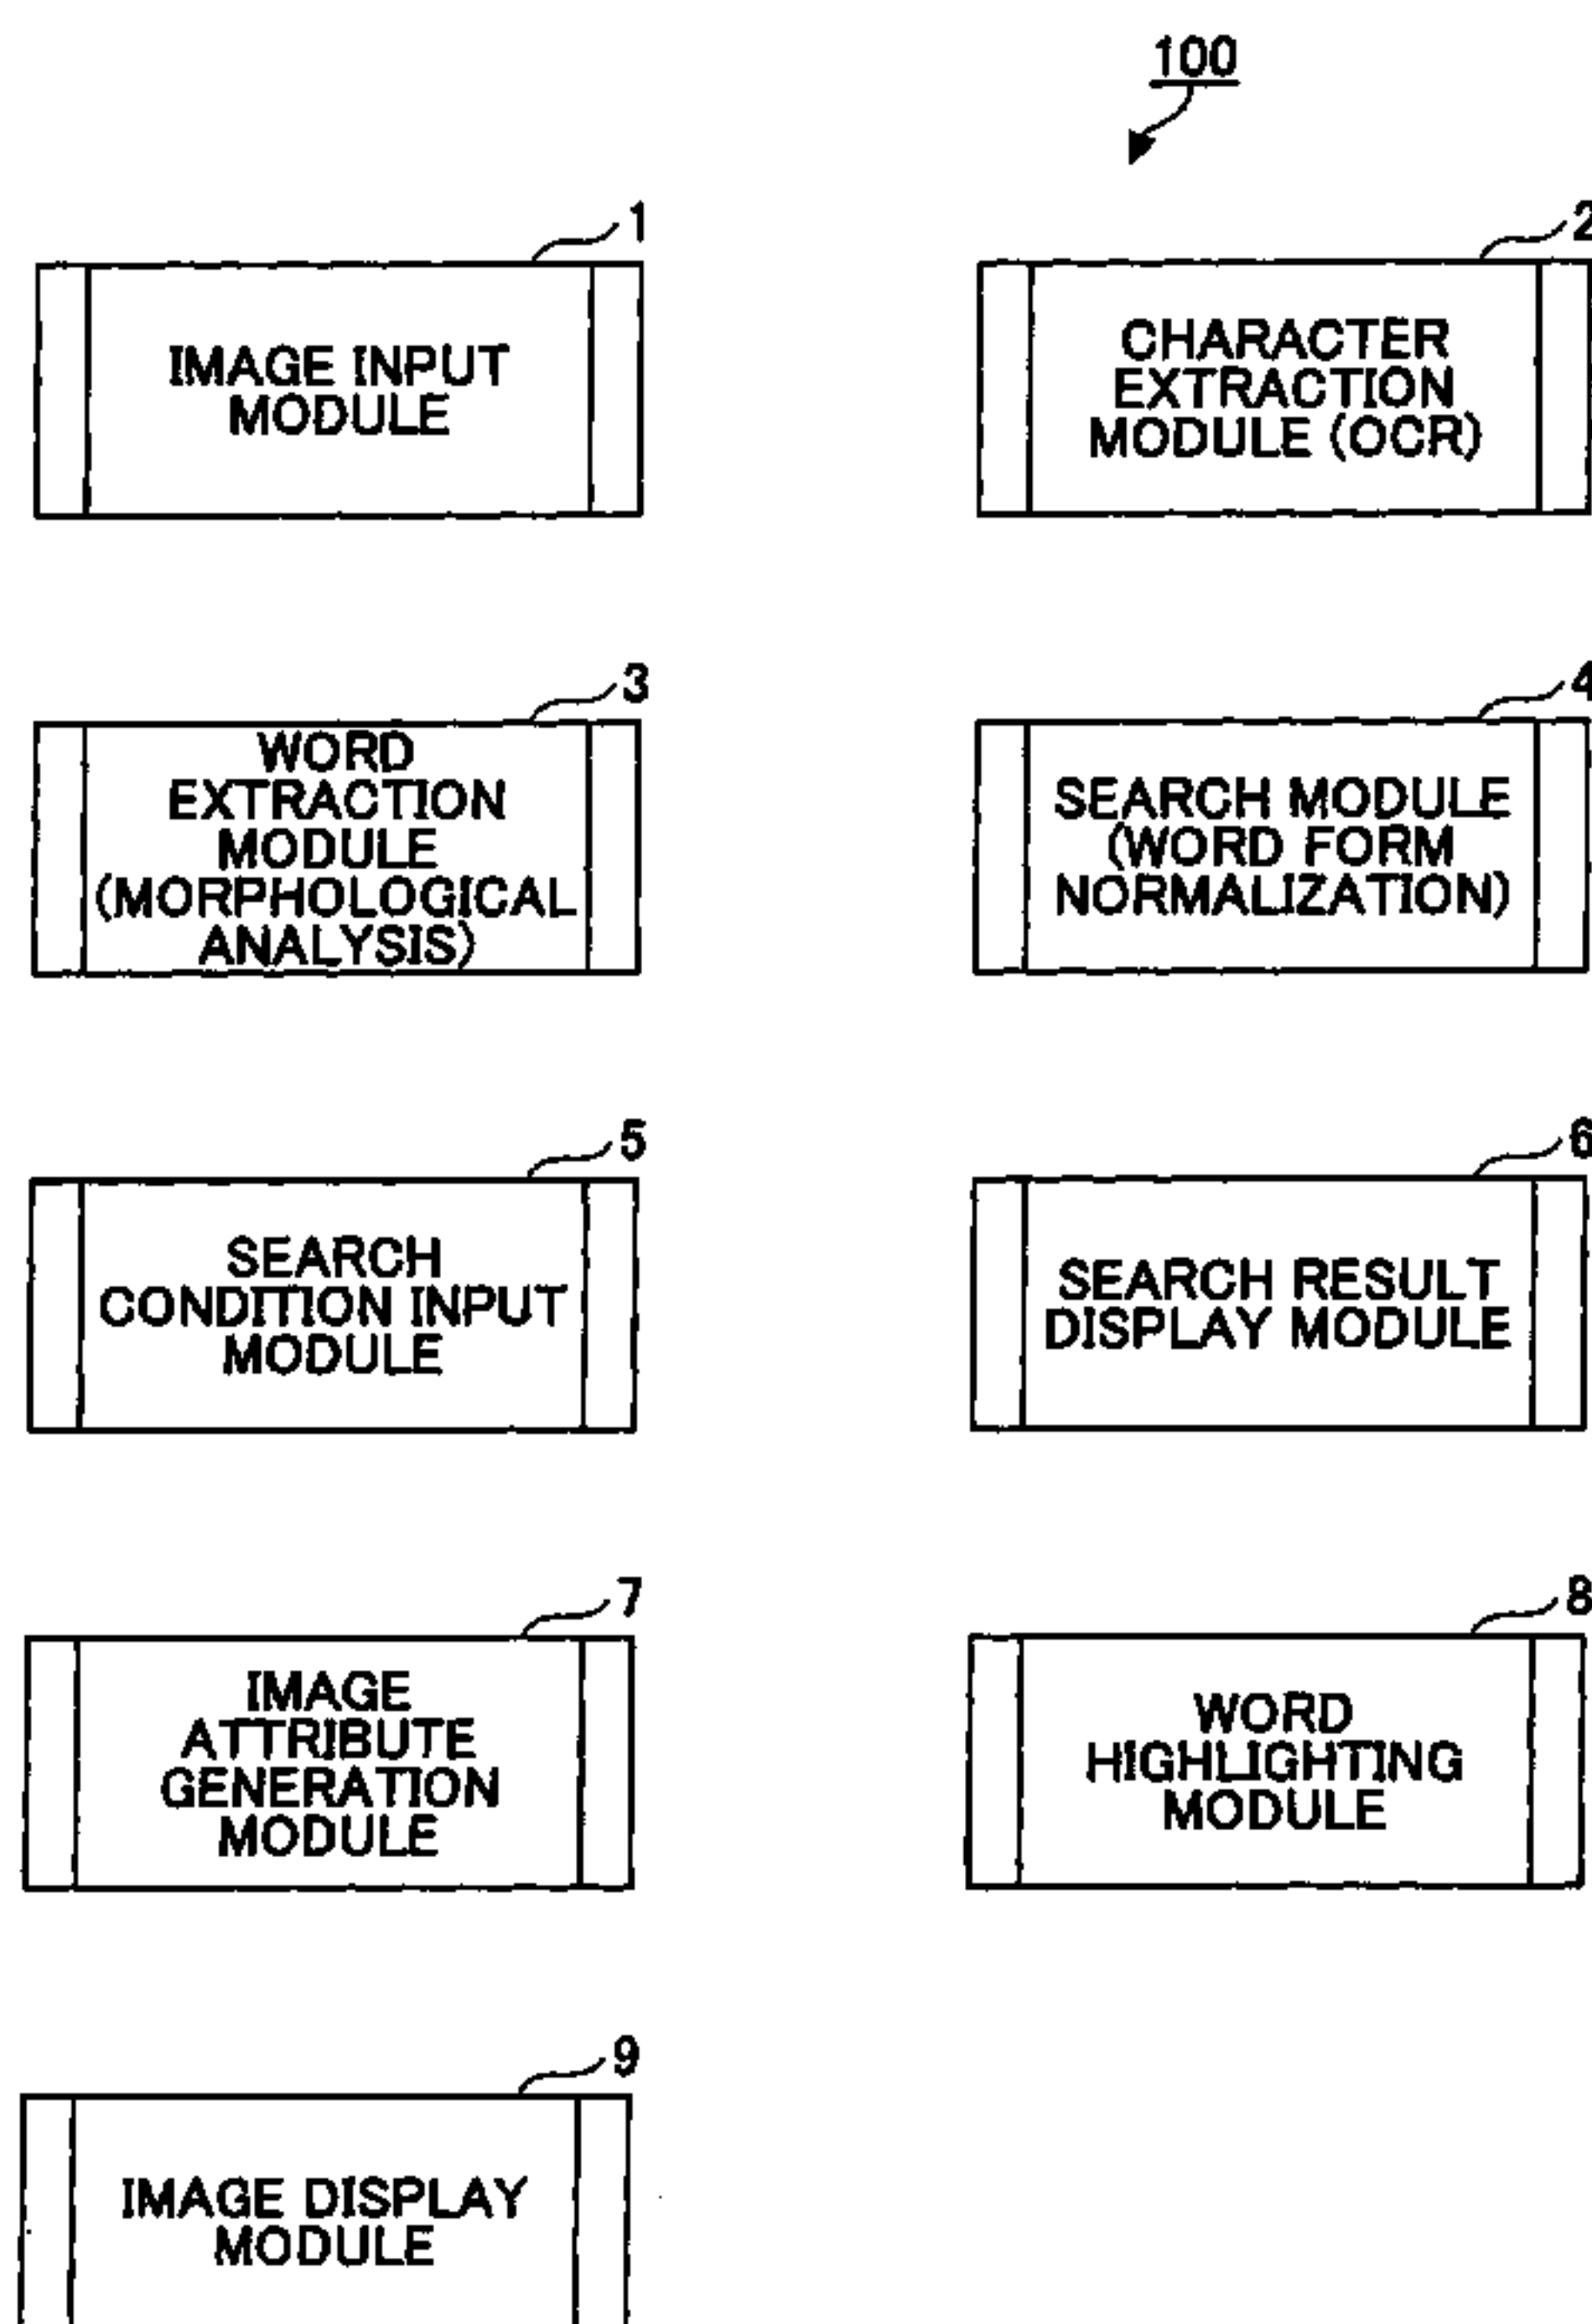 100
1
IMAGE INPUT
MODULE
2
CHARACTER
EXTRACTION
MODULE (OCR)
3
WORD
EXTRACTION
MODULE
(MORPHOLOGICAL
ANALYSIS)
4
SEARCH MODULE
(WORD FORM
NORMALIZATION)
5
SEARCH
CONDITION INPUT
MODULE
6
SEARCH RESULT
DISPLAY MODULE
7
IMAGE
ATTRIBUTE
GENERATION
MODULE
8
WORD
HIGHLIGHTING
MODULE
9
IMAGE DISPLAY
MODULE